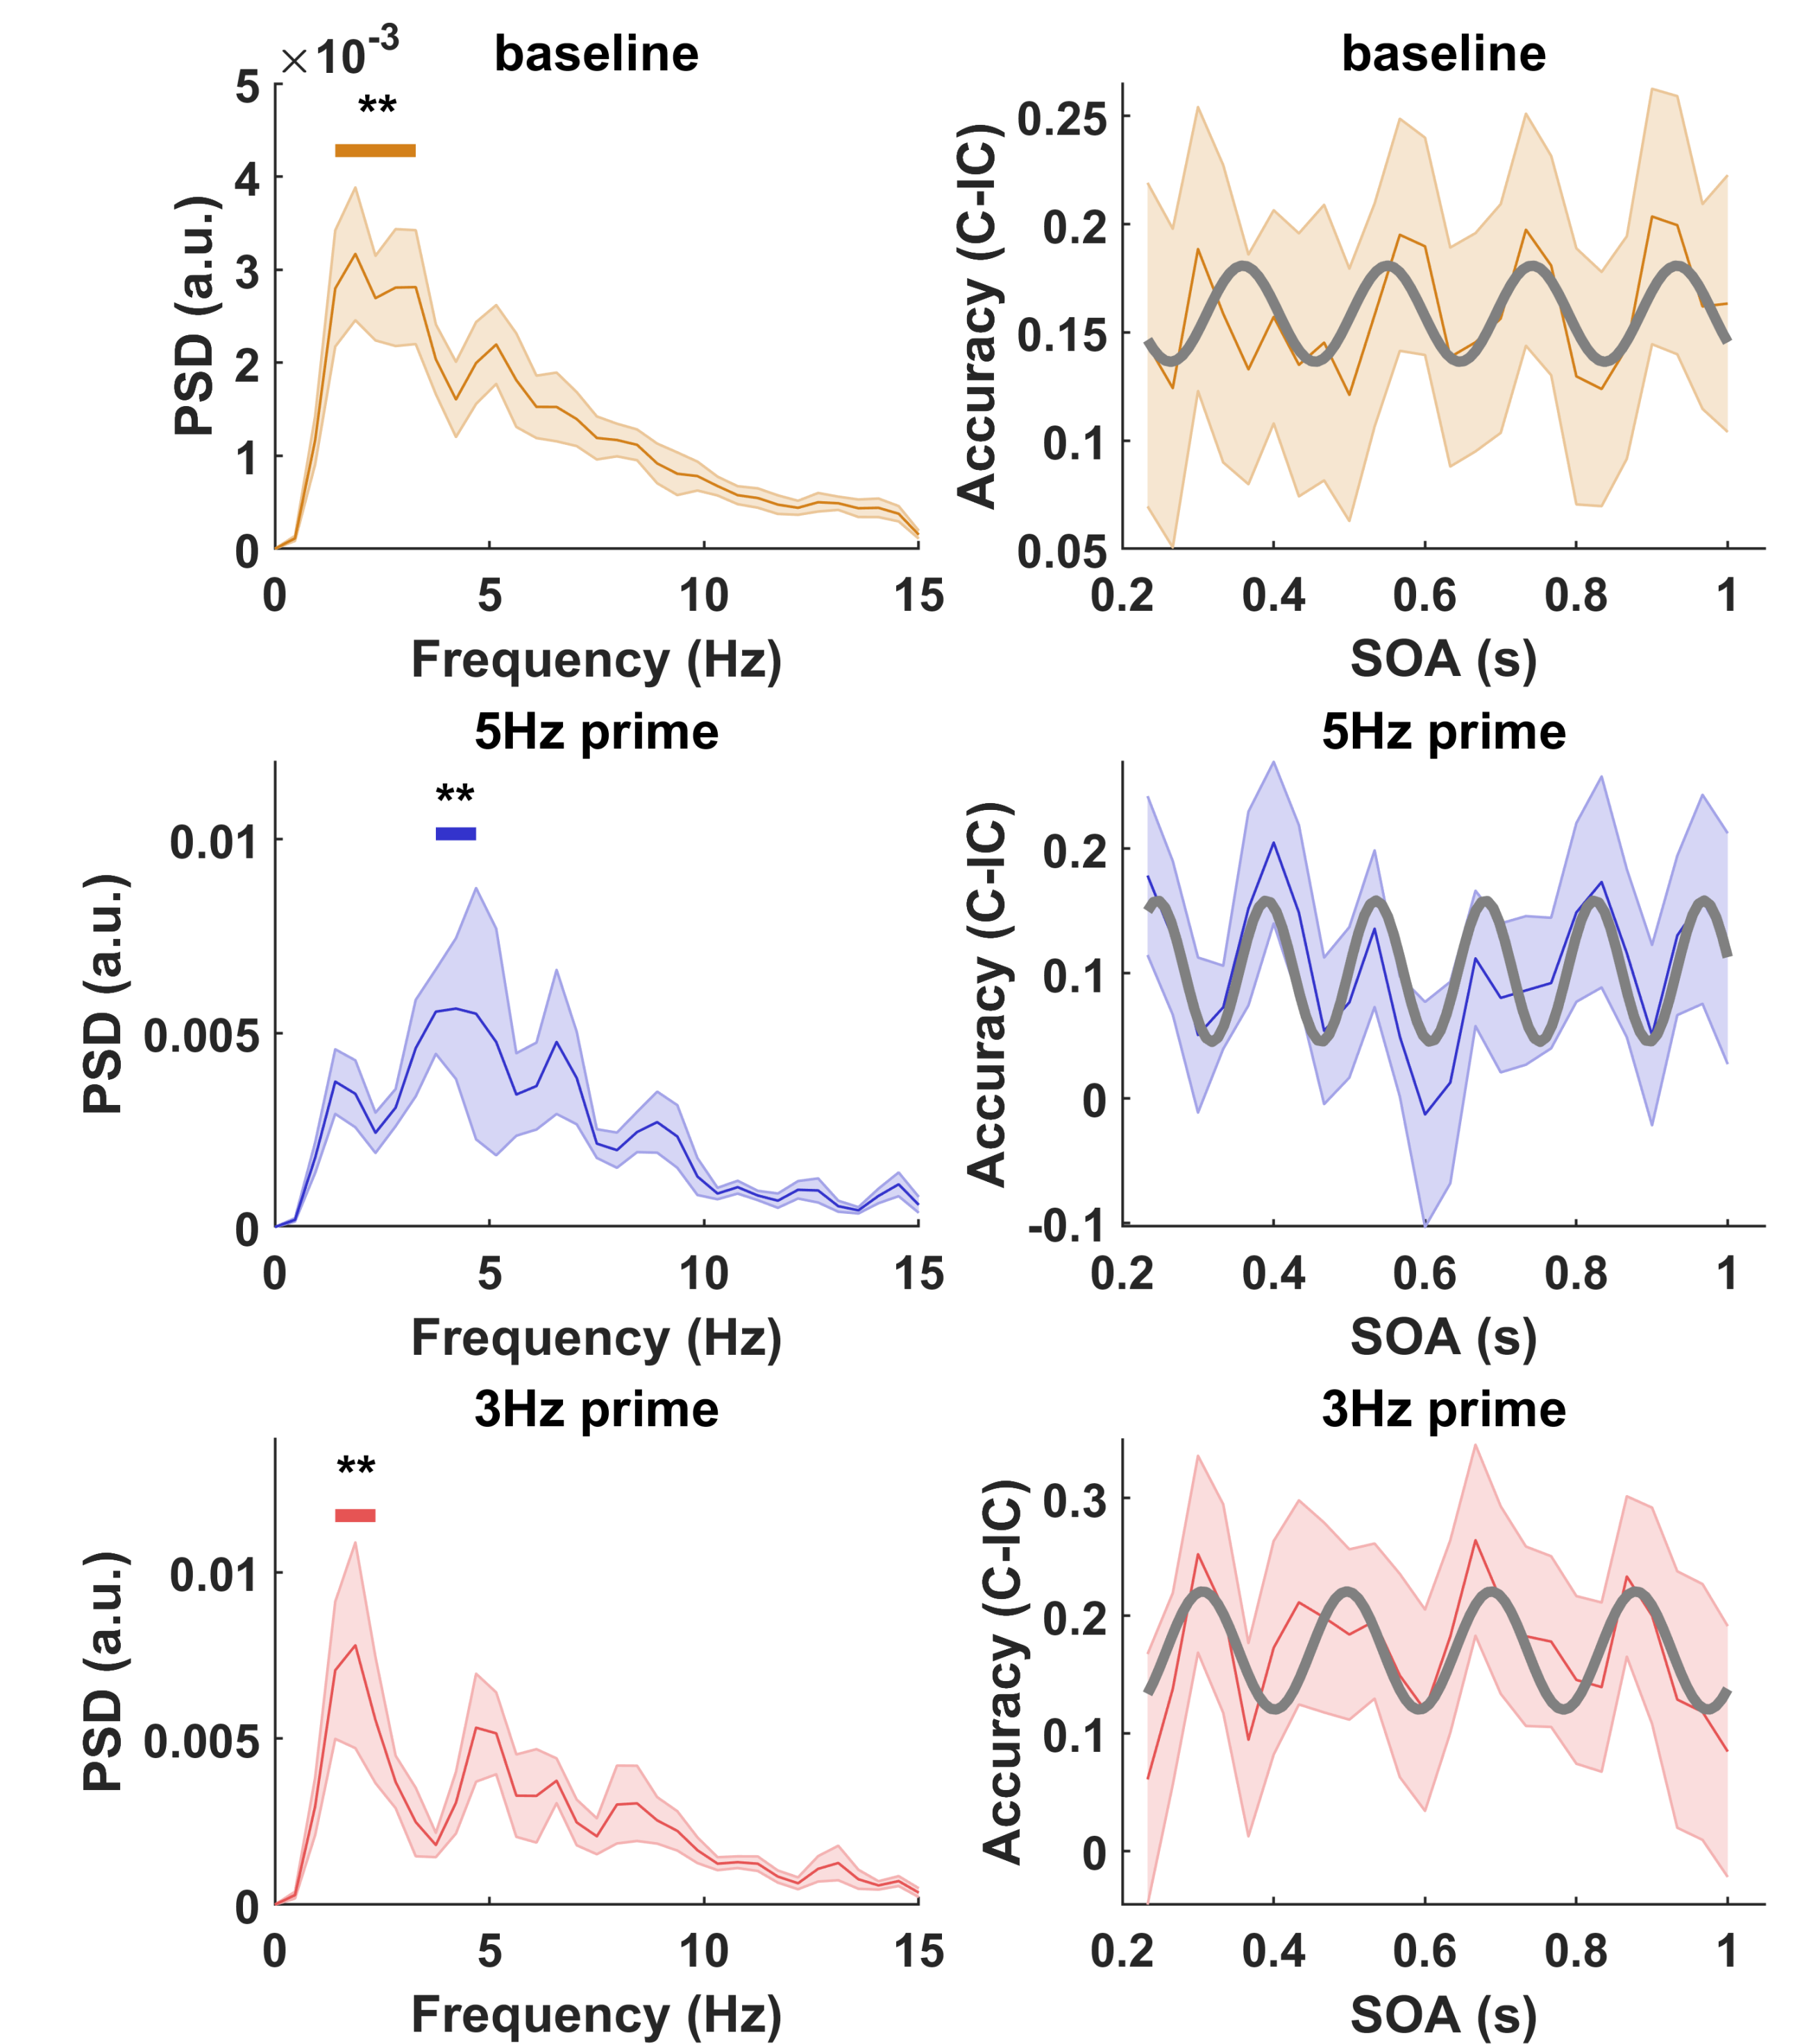 baseline
×10-3
**
5
4
3
2
1
0
PSD (a.u.)
0 5 10 15
Frequency (Hz)
baseline
0.25
0.2
0.15
0.1
0.05
Accuracy (C-IC)
0.2 0.4 0.6 0.8 1
SOA (s)
5Hz prime
**
0.01
0.005
0
PSD (a.u.)
0 5 10 15
Frequency (Hz)
5Hz prime
0.2
0.1
0
-0.1
Accuracy (C-IC)
0.2 0.4 0.6 0.8 1
SOA (s)
3Hz prime
**
0.01
0.005
0
PSD (a.u.)
0 5 10 15
Frequency (Hz)
3Hz prime
0.3
0.2
0.1
0
Accuracy (C-IC)
0.2 0.4 0.6 0.8 1
SOA (s)